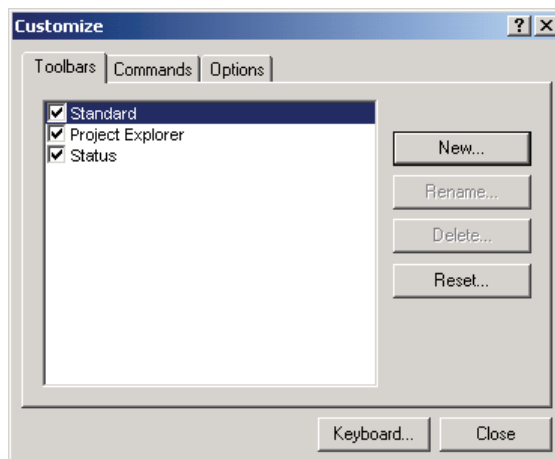 Customize
Toolbars Commands Options
Standard
Project Explorer
Status
New...
Rename...
Delete...
Reset...
Keyboard... Close